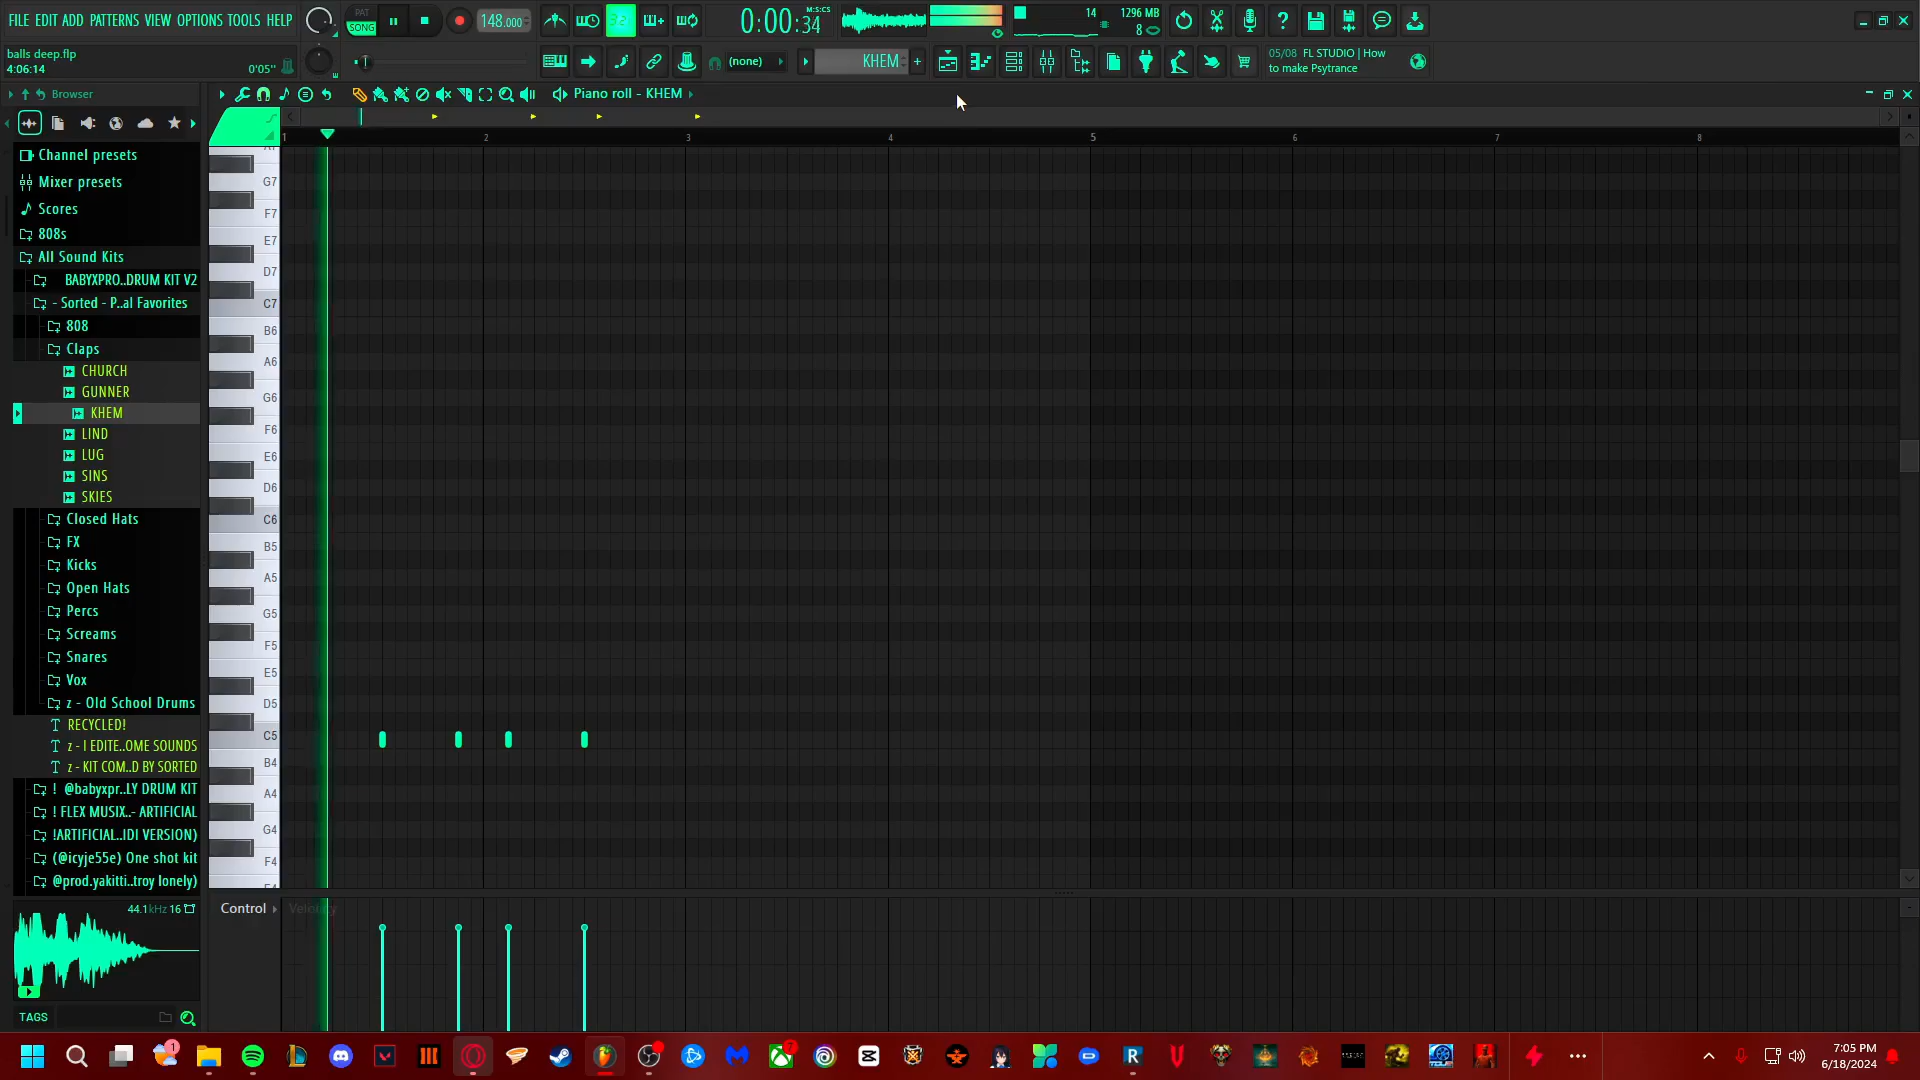 FILE EDIT ADD PATTERNS VIEW OPTIONS TOOLS HELP
PAT
SONG
148.000
32
0:00:34
M:S:CS
14
1296 MB
8
balls deep.flp
4:06:14
0'05"
(none)
KHEM
05/08 FL STUDIO | How
to make Psytrance
Browser
Piano roll - KHEM
1 2 3 4 5 6 7 8
Channel presets
Mixer presets
Scores
808s
All Sound Kits
BABYXPRO..DRUM KIT V2
- Sorted - P..al Favorites
808
Claps
CHURCH
GUNNER
KHEM
LIND
LUG
SINS
SKIES
Closed Hats
FX
Kicks
Open Hats
Percs
Screams
Snares
Vox
z - Old School Drums
RECYCLED!
z - I EDITE..OME SOUNDS
z - KIT COM..D BY SORTED
! @babyxpr..LY DRUM KIT
! FLEX MUSIX..- ARTIFICIAL
!ARTIFICIAL..IDI VERSION)
(@icyje55e) One shot kit
@prod.yakitti..troy lonely)
44.1kHz 16
TAGS
G7
F7
E7
D7
C7
B6
A6
G6
F6
E6
D6
C6
B5
A5
G5
F5
E5
D5
C5
B4
A4
G4
F4
Control
Velocity
7:05 PM
6/18/2024